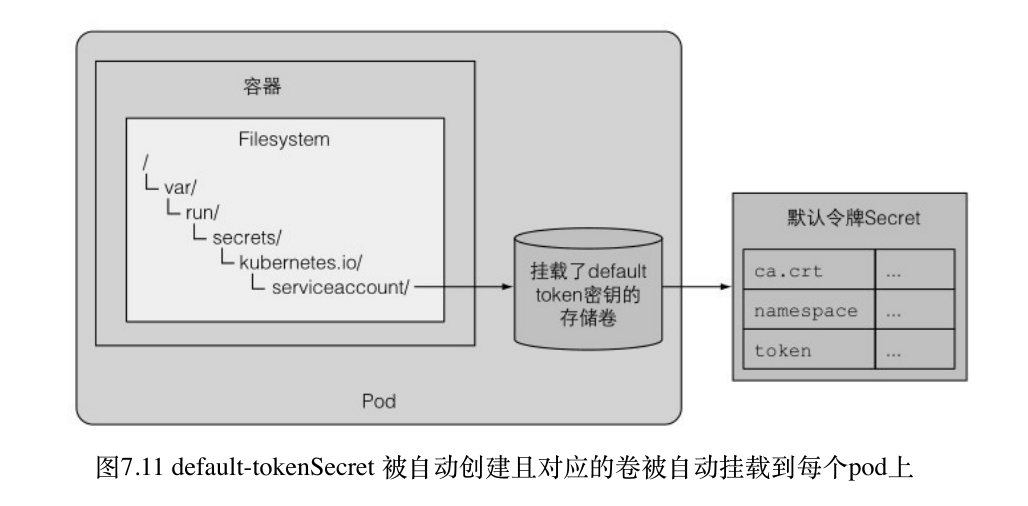 容器
Filesystem
/
var/
run/
secrets/
kubernetes.io/
serviceaccount/
挂载了default
token密钥的
存储卷
Pod
默认令牌Secret
ca.crt ...
namespace ...
token ...
图7.11 default-tokenSecret 被自动创建且对应的卷被自动挂载到每个pod上